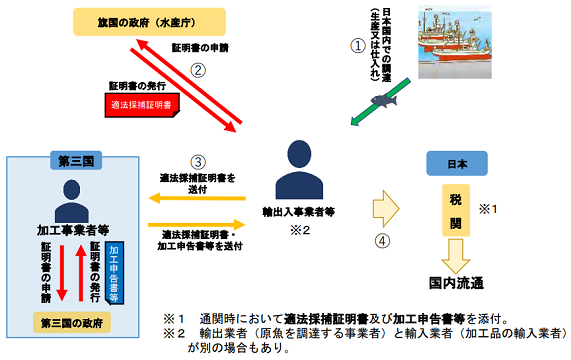 旗国の政府（水産庁）
証明書の申請
②
証明書の発行
適法採捕証明書
①
日本国内での調達
（生産又は仕入れ）
第三国
加工事業者等
証明書の申請
証明書の発行
加工申告書等
第三国の政府
③
適法採捕証明書を
送付
適法採捕証明書・
加工申告書等を送付
輸出入事業者等
※２
④
日本
税
関
※１
国内流通
※１　通関時において適法採捕証明書及び加工申告書等を添付。
※２　輸出業者（原魚を調達する事業者）と輸入業者（加工品の輸入業者）
が別の場合もあり。